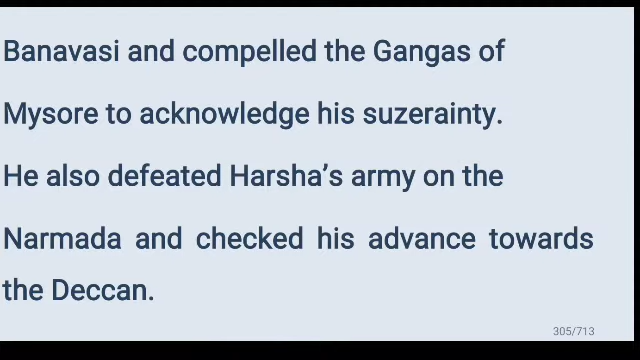 Banavasi and compelled the Gangas of
Mysore to acknowledge his suzerainty.
He also defeated Harsha’s army on the
Narmada and checked his advance towards
the Deccan.
305/713